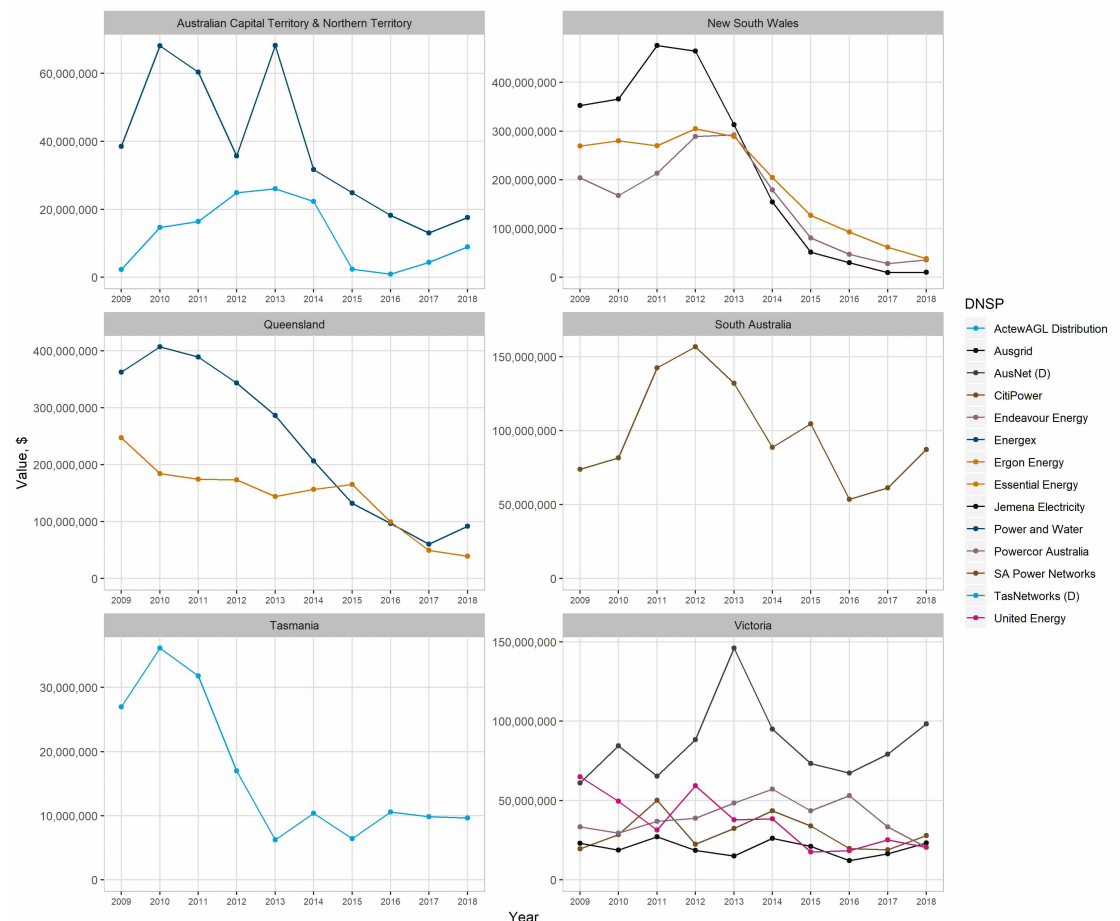 Australian Capital Territory & Northern Territory
60,000,000
40,000,000
20,000,000
0
2009 2010 2011 2012 2013 2014 2015 2016 2017 2018
New South Wales
400,000,000
300,000,000
200,000,000
100,000,000
0
2009 2010 2011 2012 2013 2014 2015 2016 2017 2018
Queensland
400,000,000
300,000,000
200,000,000
100,000,000
0
2009 2010 2011 2012 2013 2014 2015 2016 2017 2018
South Australia
150,000,000
100,000,000
50,000,000
0
2009 2010 2011 2012 2013 2014 2015 2016 2017 2018
Tasmania
30,000,000
20,000,000
10,000,000
0
2009 2010 2011 2012 2013 2014 2015 2016 2017 2018
Victoria
150,000,000
100,000,000
50,000,000
0
2009 2010 2011 2012 2013 2014 2015 2016 2017 2018
Value, $
Year
DNSP
ActewAGL Distribution
Ausgrid
AusNet (D)
CitiPower
Endeavour Energy
Energex
Ergon Energy
Essential Energy
Jemena Electricity
Power and Water
Powercor Australia
SA Power Networks
TasNetworks (D)
United Energy